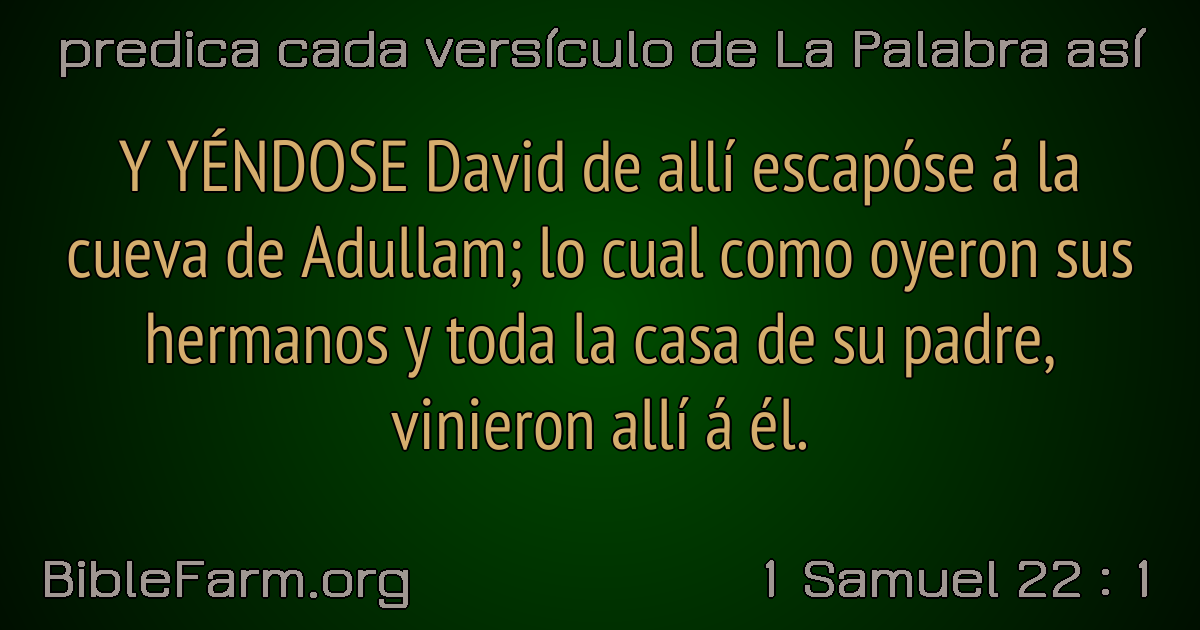 predica cada versículo de La Palabra así
Y YÉNDOSE David de allí escapóse á la
cueva de Adullam; lo cual como oyeron sus
hermanos y toda la casa de su padre,
vinieron allí á él.
BibleFarm.org
1 Samuel 22 : 1